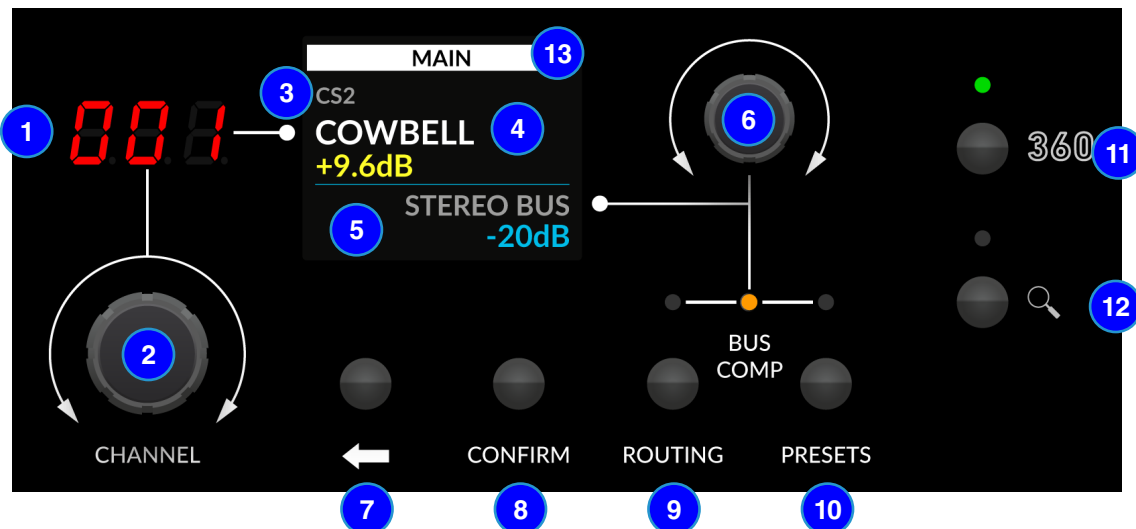 13
MAIN
3
CS2
1
001
4
COWBELL
+9.6dB
6
11
360
5
STEREO BUS
-20dB
12
2
BUS
COMP
CHANNEL
CONFIRM
ROUTING
PRESETS
7
8
9
10